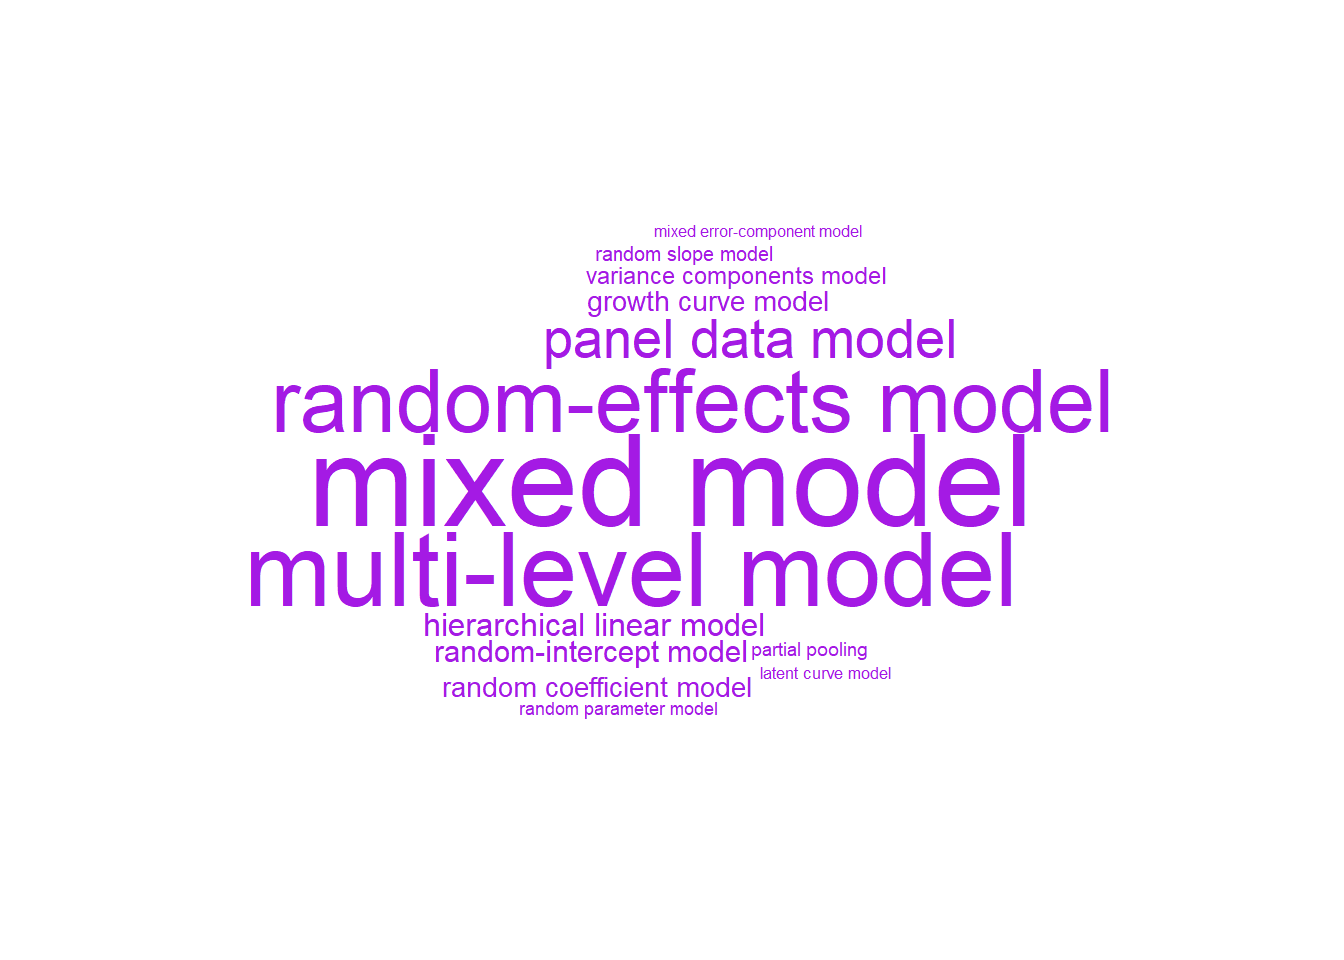 mixed error-component model
random slope model
variance components model
growth curve model
panel data model
random-effects model
mixed model
multi-level model
hierarchical linear model
random-intercept model
partial pooling
latent curve model
random coefficient model
random parameter model